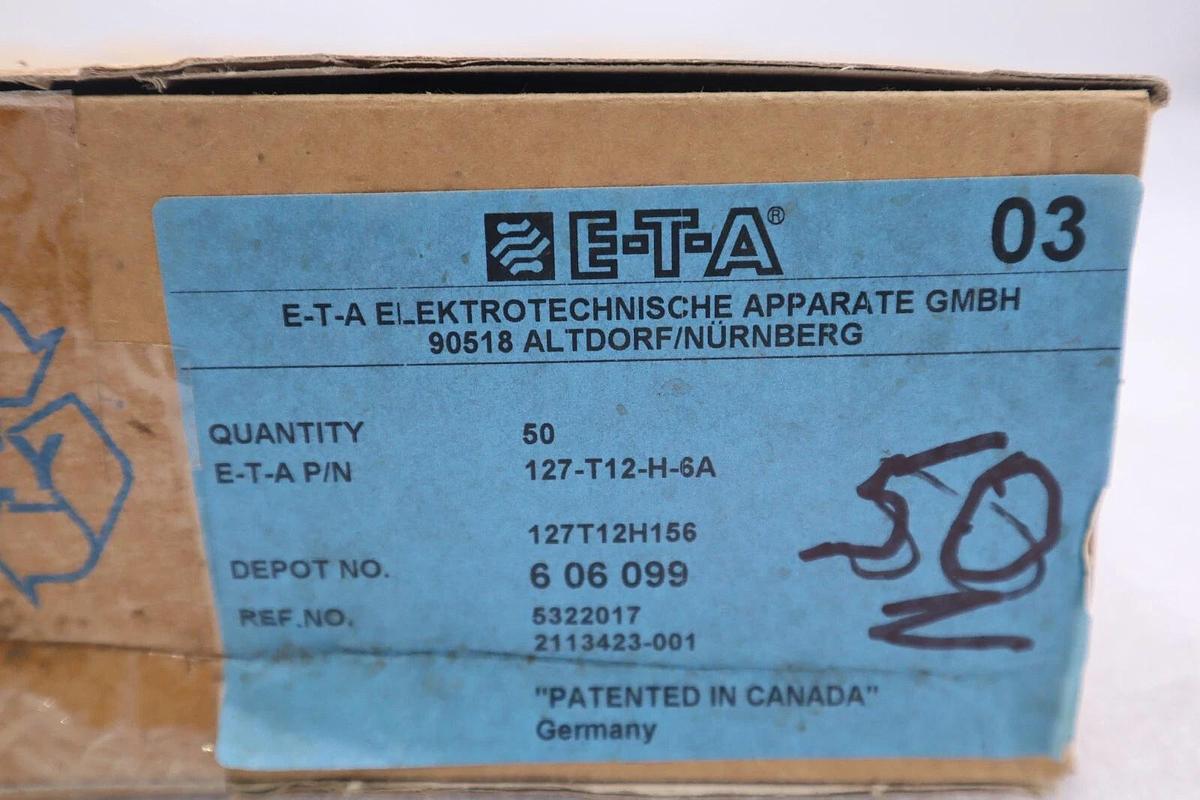 E-T-A® 03
E-T-A ELEKTROTECHNISCHE APPARATE GMBH
90518 ALTDORF/NÜRNBERG
QUANTITY 50
E-T-A P/N 127-T12-H-6A
127T12H156
DEPOT NO. 6 06 099
REF.NO. 5322017
2113423-001
"PATENTED IN CANADA"
Germany
50